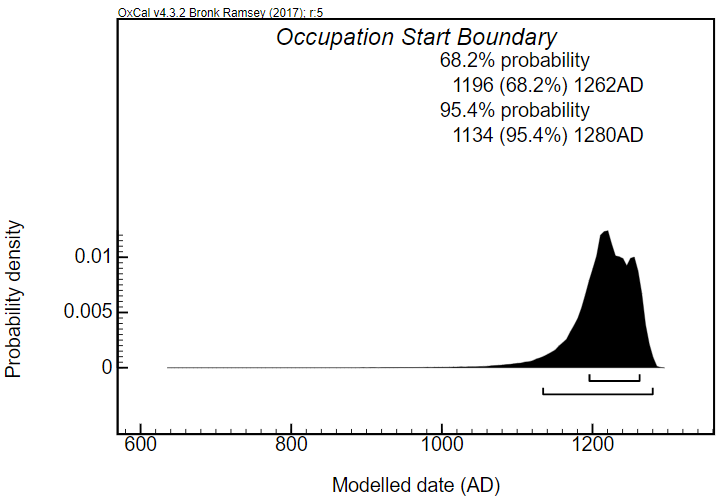 OxCal v4.3.2 Bronk Ramsey (2017); r:5
Occupation Start Boundary
68.2% probability
1196 (68.2%) 1262AD
95.4% probability
1134 (95.4%) 1280AD
Probability density
0.01
0.005
0
600 800 1000 1200
Modelled date (AD)